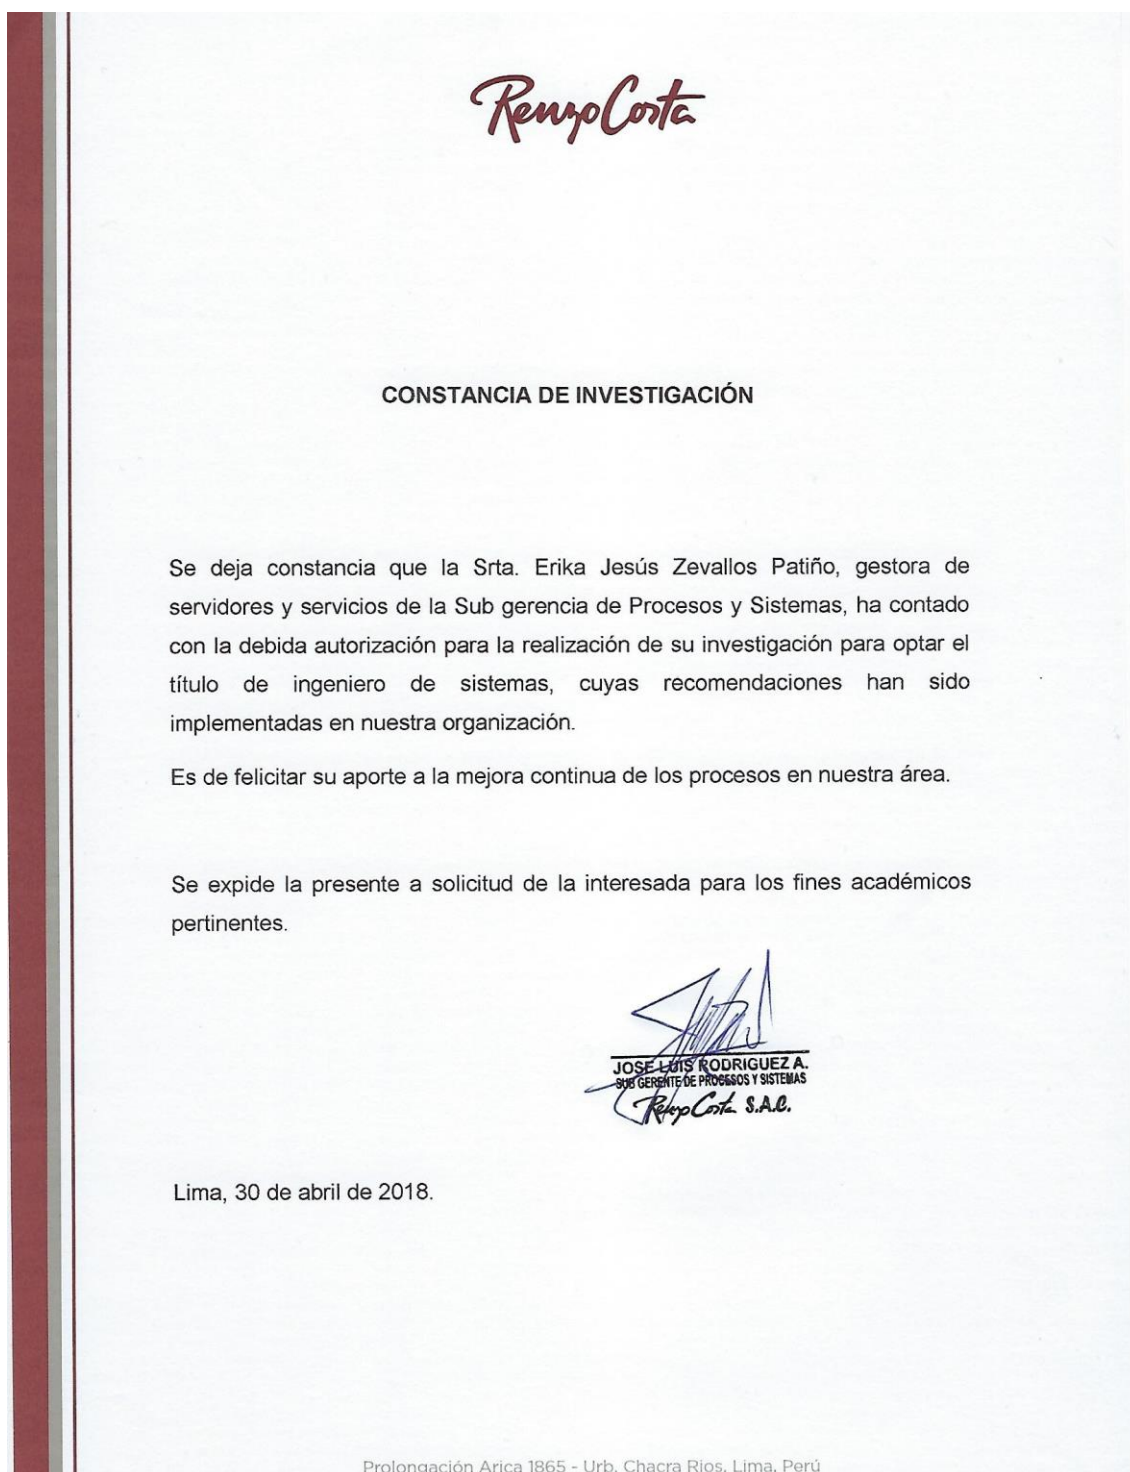 Renzo Costa
CONSTANCIA DE INVESTIGACIÓN
Se deja constancia que la Srta. Erika Jesús Zevallos Patiño, gestora de
servidores y servicios de la Sub gerencia de Procesos y Sistemas, ha contado
con la debida autorización para la realización de su investigación para optar el
título de ingeniero de sistemas, cuyas recomendaciones han sido
implementadas en nuestra organización.
Es de felicitar su aporte a la mejora continua de los procesos en nuestra área.
Se expide la presente a solicitud de la interesada para los fines académicos
pertinentes.
JOSE LUIS RODRIGUEZ A.
SUB GERENTE DE PROCESOS Y SISTEMAS
Renzo Costa S.A.C.
Lima, 30 de abril de 2018.
Prolongación Arica 1865 - Urb. Chacra Rios, Lima, Perú